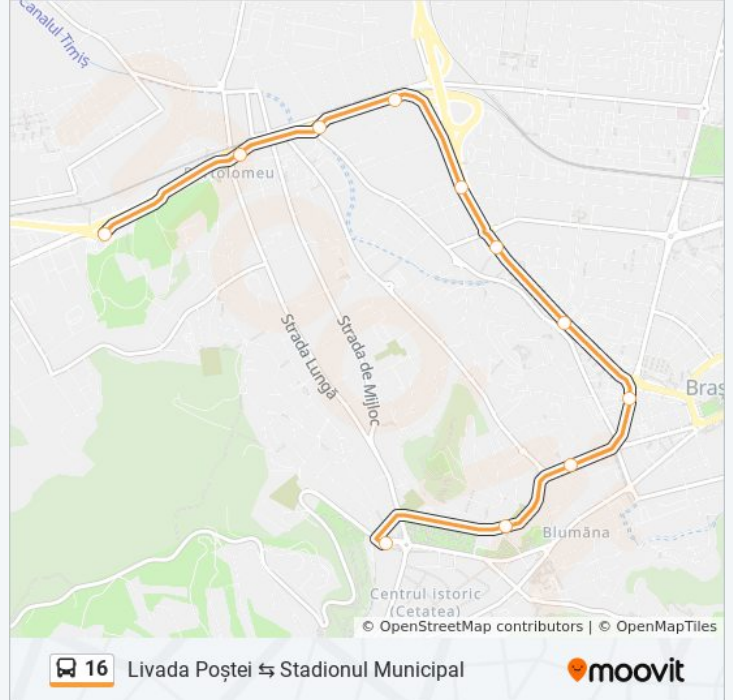 Canalul Timiș
Bartolomeu
Strada Lungă
Strada de Mijloc
Braș
Blumăna
Centrul istoric
(Cetatea)
© OpenStreetMap contributors | © OpenMapTiles
16 Livada Poștei ⇆ Stadionul Municipal moovit